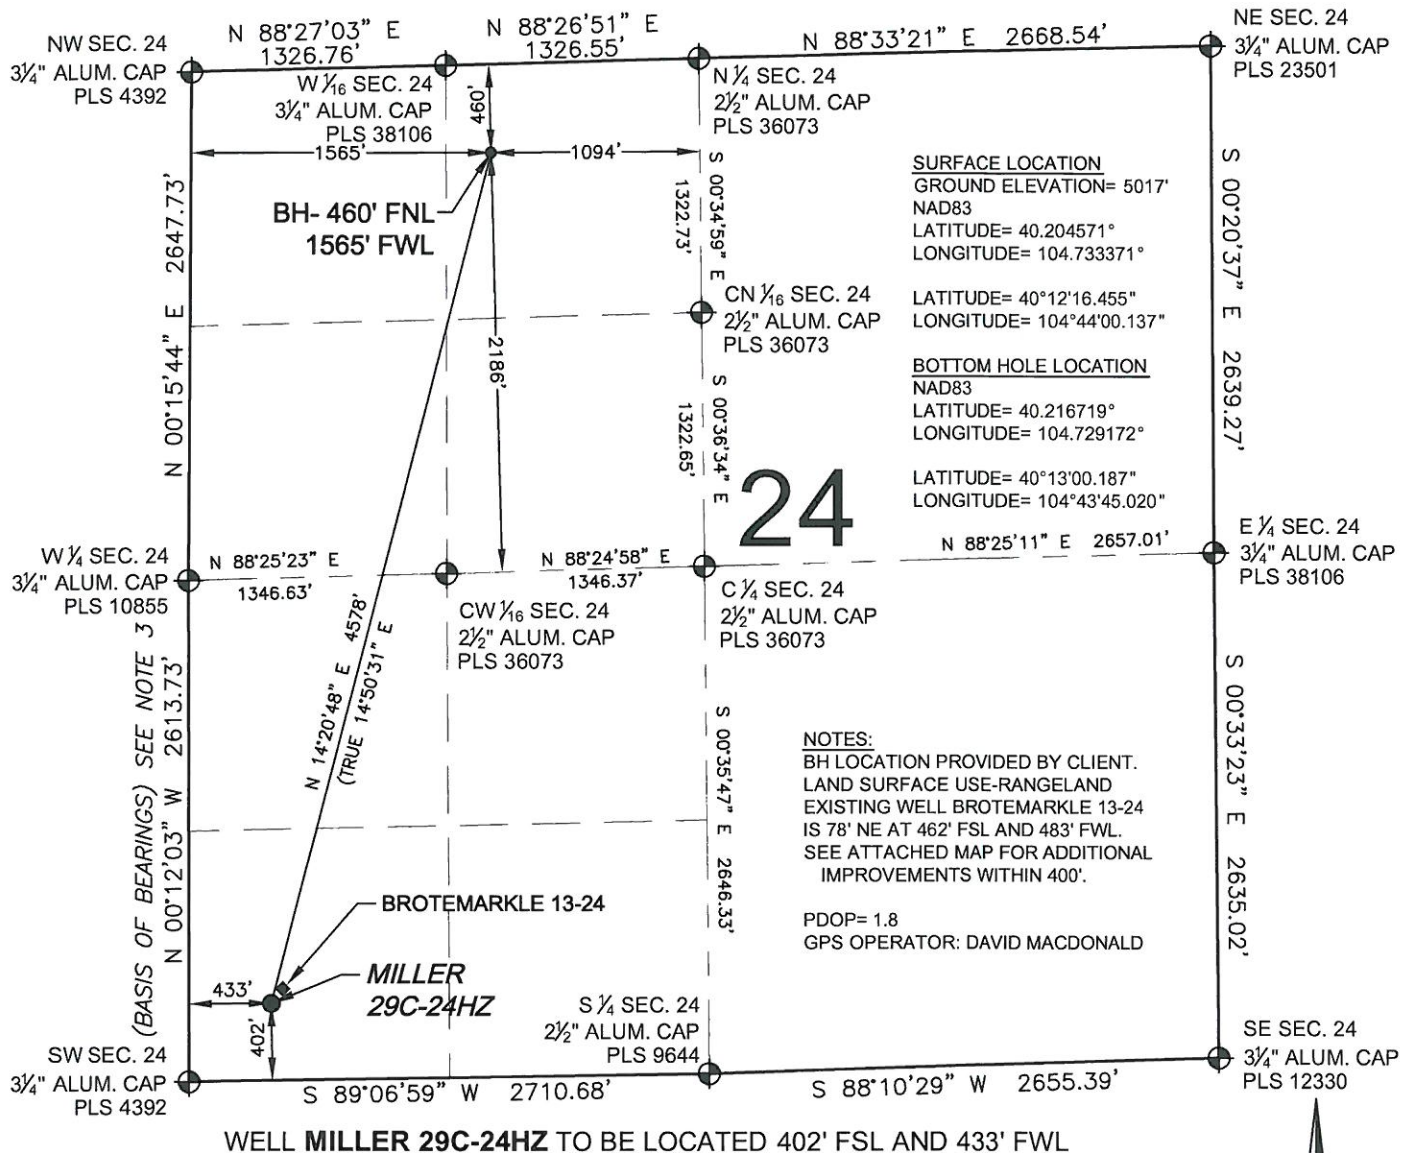 N 88°27'03" E
1326.76'
N 88°26'51" E
1326.55'
N 88°33'21" E 2668.54'
NW SEC. 24
3¼" ALUM. CAP
PLS 4392
W 1/16 SEC. 24
3¼" ALUM. CAP
PLS 38106
N ¼ SEC. 24
2½" ALUM. CAP
PLS 36073
NE SEC. 24
3¼" ALUM. CAP
PLS 23501
460'
1565'
1094'
BH- 460' FNL
1565' FWL
N 00°15'44" E 2647.73'
S 00°34'59" E
1322.73'
SURFACE LOCATION
GROUND ELEVATION= 5017'
NAD83
LATITUDE= 40.204571°
LONGITUDE= 104.733371°
LATITUDE= 40°12'16.455"
LONGITUDE= 104°44'00.137"
S 00°20'37" E 2639.27'
CN 1/16 SEC. 24
2½" ALUM. CAP
PLS 36073
2186'
S 00°36'34" E
1322.65'
BOTTOM HOLE LOCATION
NAD83
LATITUDE= 40.216719°
LONGITUDE= 104.729172°
LATITUDE= 40°13'00.187"
LONGITUDE= 104°43'45.020"
24
W ¼ SEC. 24
3¼" ALUM. CAP
PLS 10855
N 88°25'23" E
1346.63'
N 88°24'58" E
1346.37'
N 88°25'11" E 2657.01'
E ¼ SEC. 24
3¼" ALUM. CAP
PLS 38106
CW 1/16 SEC. 24
2½" ALUM. CAP
PLS 36073
C ¼ SEC. 24
2½" ALUM. CAP
PLS 36073
N 14°20'48" E 4578'
(TRUE 14°50'31" E
(BASIS OF BEARINGS) SEE NOTE 3
N 00°12'03" W 2613.73'
S 00°35'47" E 2646.33'
NOTES:
BH LOCATION PROVIDED BY CLIENT.
LAND SURFACE USE-RANGELAND
EXISTING WELL BROTEMARKLE 13-24
IS 78' NE AT 462' FSL AND 483' FWL.
SEE ATTACHED MAP FOR ADDITIONAL
IMPROVEMENTS WITHIN 400'.
PDOP= 1.8
GPS OPERATOR: DAVID MACDONALD
S 00°33'23" E 2635.02'
BROTEMARKLE 13-24
MILLER
29C-24HZ
433'
402'
SW SEC. 24
3¼" ALUM. CAP
PLS 4392
S ¼ SEC. 24
2½" ALUM. CAP
PLS 9644
SE SEC. 24
3¼" ALUM. CAP
PLS 12330
S 89°06'59" W 2710.68'
S 88°10'29" W 2655.39'
WELL MILLER 29C-24HZ TO BE LOCATED 402' FSL AND 433' FWL